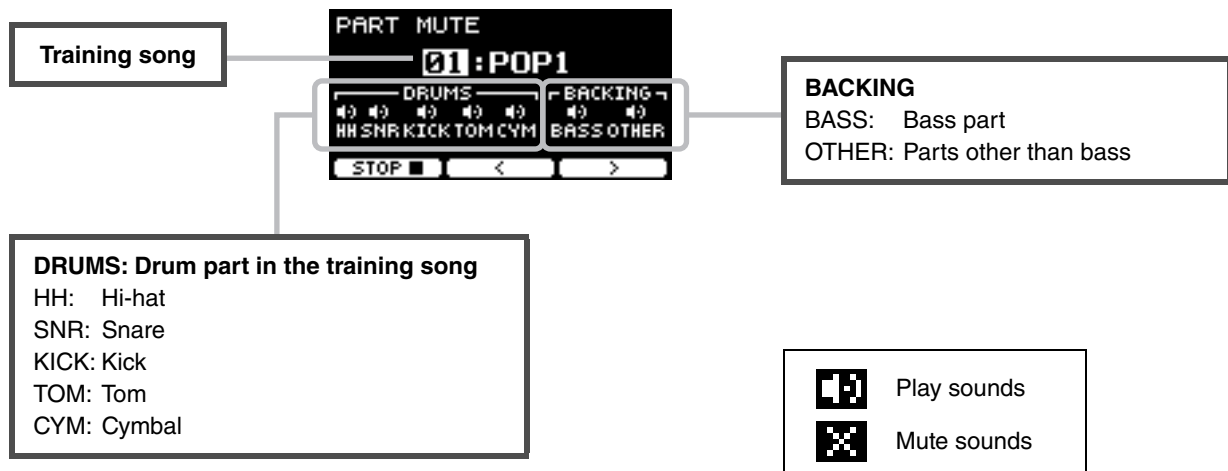 PART MUTE
Training song
01:POP1
DRUMS
BACKING
HH SNR KICK TOM CYM
BASS OTHER
STOP ■ < >
BACKING
BASS: Bass part
OTHER: Parts other than bass
DRUMS: Drum part in the training song
HH: Hi-hat
SNR: Snare
KICK: Kick
TOM: Tom
CYM: Cymbal
Play sounds
Mute sounds